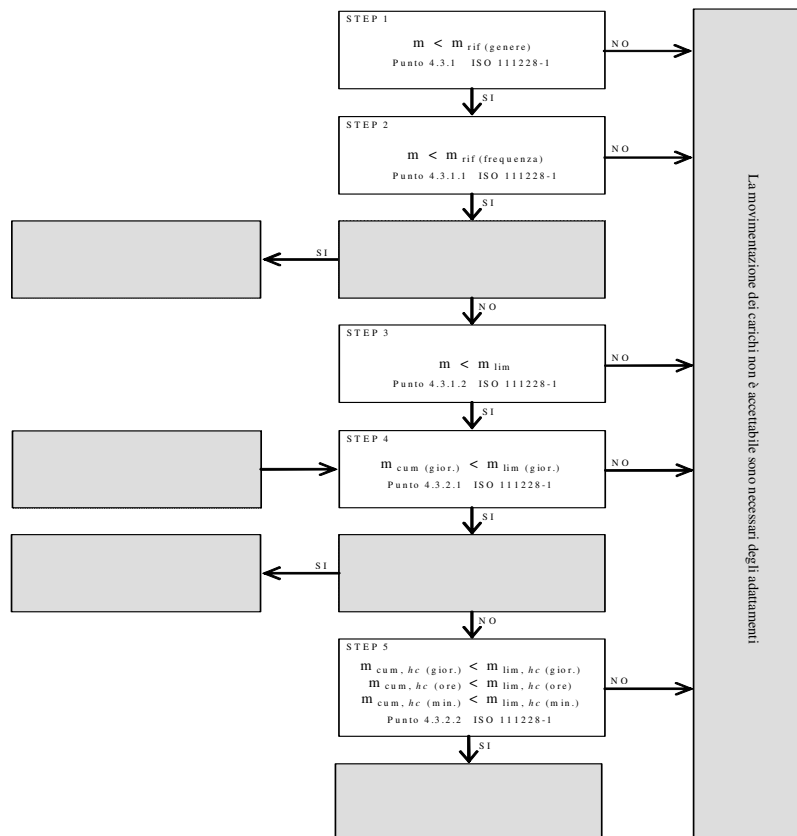 STEP 1
m < m rif (genere)
Punto 4.3.1 ISO 111228-1
NO
SI
STEP 2
m < m rif (frequenza)
Punto 4.3.1.1 ISO 111228-1
NO
SI
SI
NO
STEP 3
m < m lim
Punto 4.3.1.2 ISO 111228-1
NO
SI
STEP 4
m cum (gior.) < m lim (gior.)
Punto 4.3.2.1 ISO 111228-1
NO
SI
SI
NO
STEP 5
m cum, hc (gior.) < m lim, hc (gior.)
m cum, hc (ore) < m lim, hc (ore)
m cum, hc (min.) < m lim, hc (min.)
Punto 4.3.2.2 ISO 111228-1
NO
SI
La movimentazione dei carichi non è accettabile sono necessari degli adattamenti